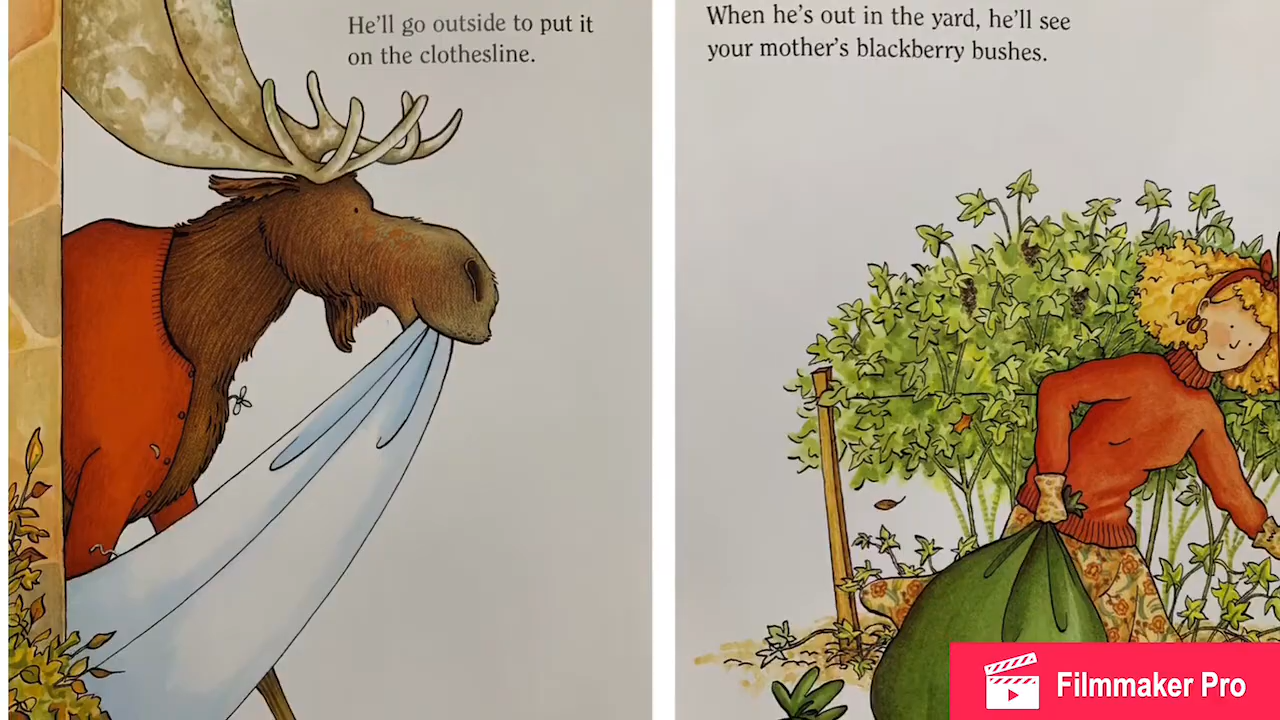 He'll go outside to put it
on the clothesline.
When he's out in the yard, he'll see
your mother's blackberry bushes.
Filmmaker Pro